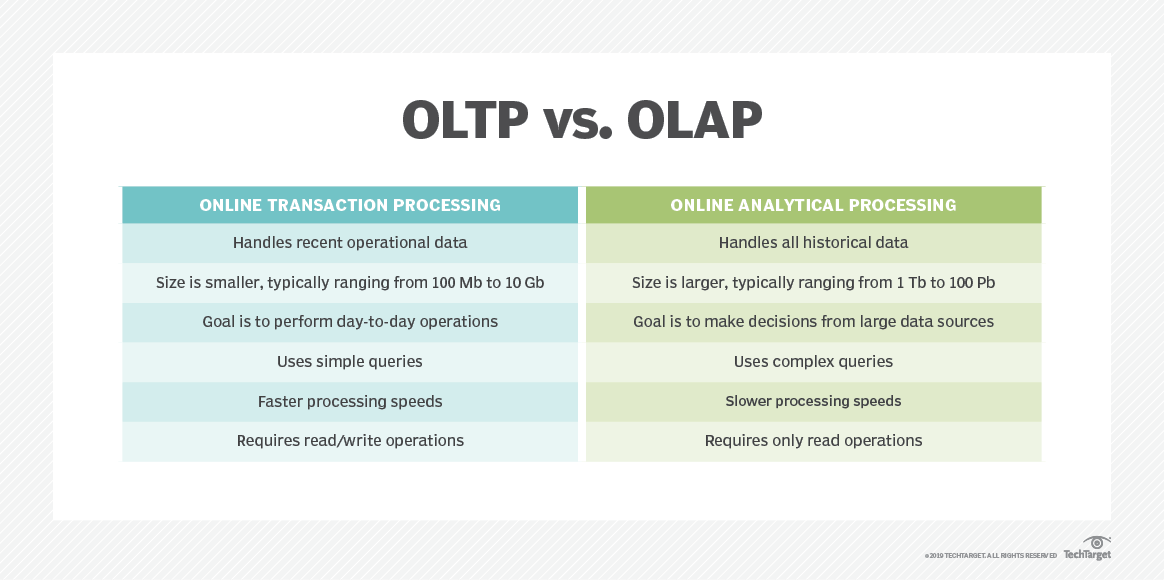 OLTP vs. OLAP
ONLINE TRANSACTION PROCESSING
ONLINE ANALYTICAL PROCESSING
Handles recent operational data
Handles all historical data
Size is smaller, typically ranging from 100 Mb to 10 Gb
Size is larger, typically ranging from 1 Tb to 100 Pb
Goal is to perform day-to-day operations
Goal is to make decisions from large data sources
Uses simple queries
Uses complex queries
Faster processing speeds
Slower processing speeds
Requires read/write operations
Requires only read operations
©2019 TECHTARGET. ALL RIGHTS RESERVED
TechTarget